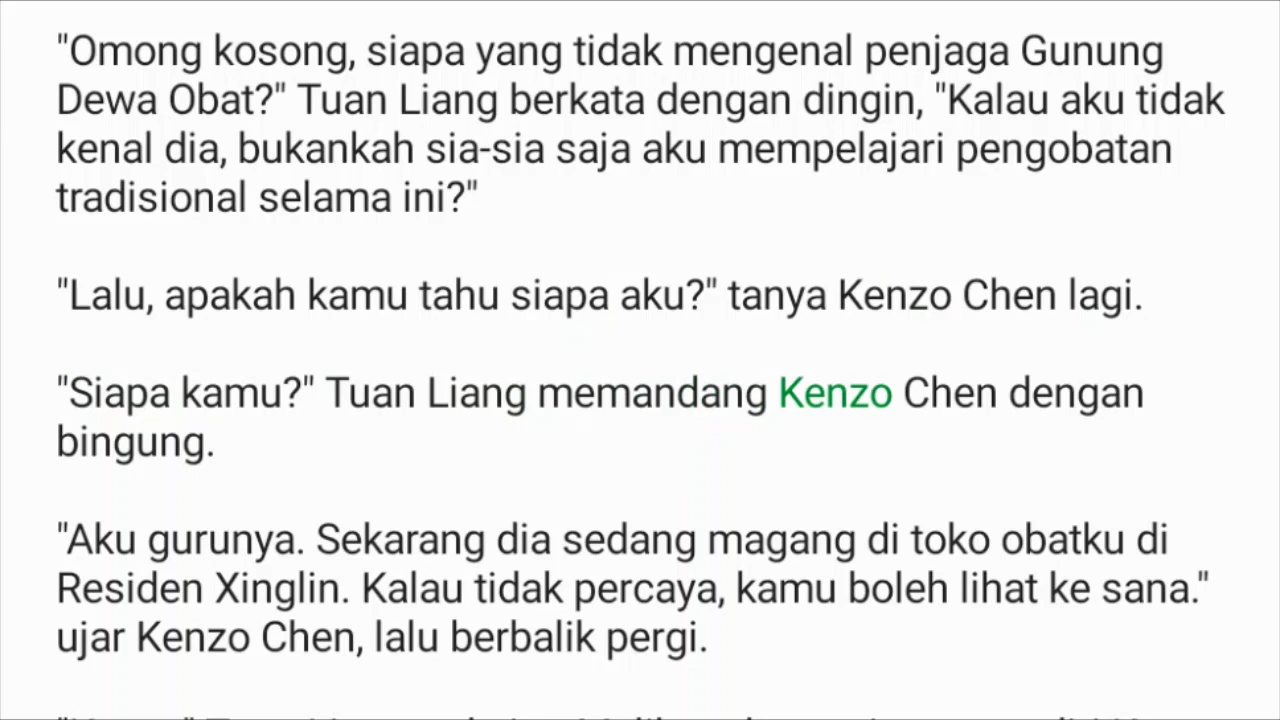 "Omong kosong, siapa yang tidak mengenal penjaga Gunung
Dewa Obat?" Tuan Liang berkata dengan dingin, "Kalau aku tidak
kenal dia, bukankah sia-sia saja aku mempelajari pengobatan
tradisional selama ini?"
"Lalu, apakah kamu tahu siapa aku?" tanya Kenzo Chen lagi.
"Siapa kamu?" Tuan Liang memandang Kenzo Chen dengan
bingung.
"Aku gurunya. Sekarang dia sedang magang di toko obatku di
Residen Xinglin. Kalau tidak percaya, kamu boleh lihat ke sana."
ujar Kenzo Chen, lalu berbalik pergi.